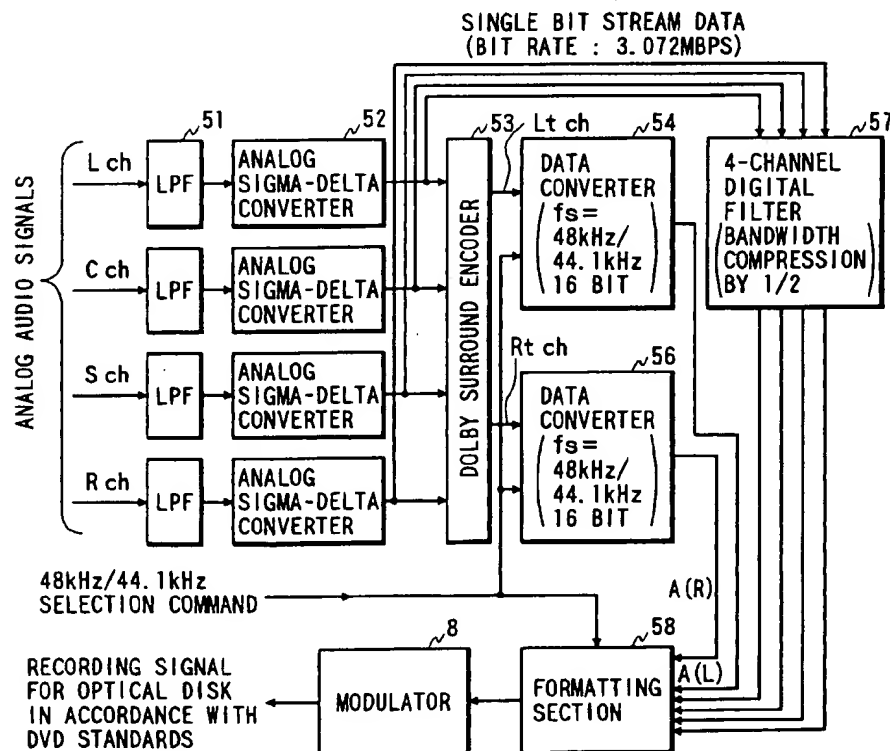 SINGLE BIT STREAM DATA
(BIT RATE : 3.072MBPS)
ANALOG AUDIO SIGNALS
L ch
51
LPF
52
ANALOG
SIGMA-DELTA
CONVERTER
53
DOLBY SURROUND ENCODER
Lt ch
54
DATA
CONVERTER
(fs=
48kHz/
44.1kHz
16 BIT)
57
4-CHANNEL
DIGITAL
FILTER
(BANDWIDTH
COMPRESSION
BY 1/2)
C ch
LPF
ANALOG
SIGMA-DELTA
CONVERTER
S ch
LPF
ANALOG
SIGMA-DELTA
CONVERTER
Rt ch
56
DATA
CONVERTER
(fs=
48kHz/
44.1kHz
16 BIT)
R ch
LPF
ANALOG
SIGMA-DELTA
CONVERTER
48kHz/44.1kHz
SELECTION COMMAND
A(R)
A(L)
58
FORMATTING
SECTION
8
MODULATOR
RECORDING SIGNAL
FOR OPTICAL DISK
IN ACCORDANCE WITH
DVD STANDARDS